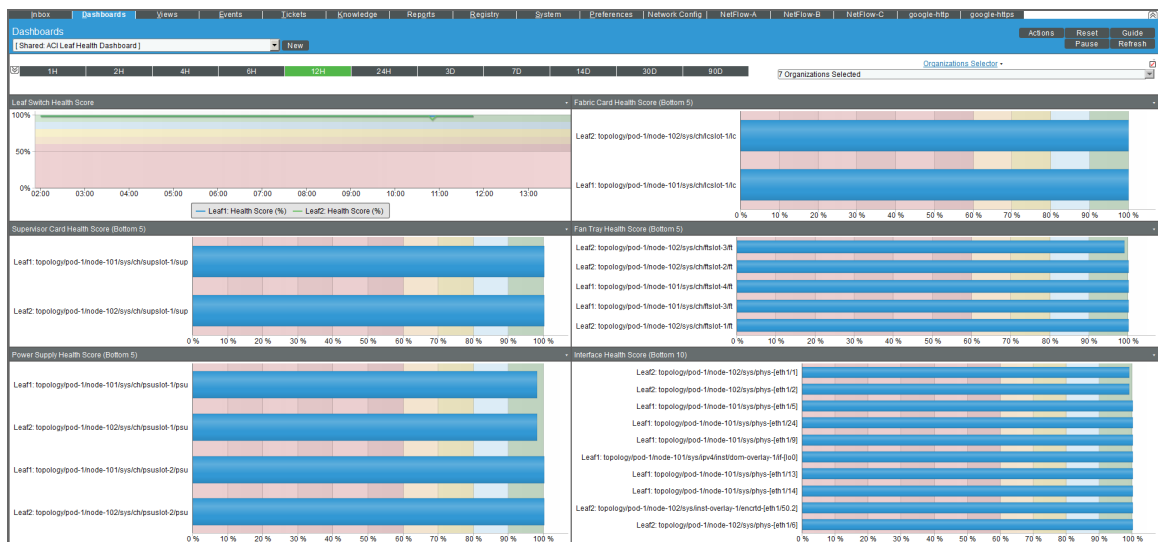 Inbox Dashboards Views Events Tickets Knowledge Reports Registry System Preferences Network Config NetFlow-A NetFlow-B NetFlow-C google-http google-https
Dashboards
Actions Reset Guide
[ Shared: ACI Leaf Health Dashboard ] New
Pause Refresh
Organizations Selector
1H 2H 4H 6H 12H 24H 3D 7D 14D 30D 90D
7 Organizations Selected
Leaf Switch Health Score
100%
50%
0%
02:00 03:00 04:00 05:00 06:00 07:00 08:00 09:00 10:00 11:00 12:00 13:00
Leaf1: Health Score (%) Leaf2: Health Score (%)
Fabric Card Health Score (Bottom 5)
Leaf2: topology/pod-1/node-102/sys/ch/lcslot-1/lc
Leaf1: topology/pod-1/node-101/sys/ch/lcslot-1/lc
0 % 10 % 20 % 30 % 40 % 50 % 60 % 70 % 80 % 90 % 100 %
Supervisor Card Health Score (Bottom 5)
Leaf1: topology/pod-1/node-101/sys/ch/supslot-1/sup
Leaf2: topology/pod-1/node-102/sys/ch/supslot-1/sup
0 % 10 % 20 % 30 % 40 % 50 % 60 % 70 % 80 % 90 % 100 %
Fan Tray Health Score (Bottom 5)
Leaf2: topology/pod-1/node-102/sys/ch/ftslot-3/ft
Leaf2: topology/pod-1/node-102/sys/ch/ftslot-2/ft
Leaf1: topology/pod-1/node-101/sys/ch/ftslot-4/ft
Leaf1: topology/pod-1/node-101/sys/ch/ftslot-3/ft
Leaf2: topology/pod-1/node-102/sys/ch/ftslot-1/ft
0 % 10 % 20 % 30 % 40 % 50 % 60 % 70 % 80 % 90 % 100 %
Power Supply Health Score (Bottom 5)
Leaf1: topology/pod-1/node-101/sys/ch/psuslot-1/psu
Leaf2: topology/pod-1/node-102/sys/ch/psuslot-1/psu
Leaf1: topology/pod-1/node-101/sys/ch/psuslot-2/psu
Leaf2: topology/pod-1/node-102/sys/ch/psuslot-2/psu
0 % 10 % 20 % 30 % 40 % 50 % 60 % 70 % 80 % 90 % 100 %
Interface Health Score (Bottom 10)
Leaf2: topology/pod-1/node-102/sys/phys-[eth1/1]
Leaf2: topology/pod-1/node-102/sys/phys-[eth1/2]
Leaf1: topology/pod-1/node-101/sys/phys-[eth1/5]
Leaf1: topology/pod-1/node-101/sys/phys-[eth1/24]
Leaf1: topology/pod-1/node-101/sys/phys-[eth1/9]
Leaf1: topology/pod-1/node-101/sys/ipv4/inst/dom-overlay-1/if-[lo0]
Leaf1: topology/pod-1/node-101/sys/phys-[eth1/13]
Leaf1: topology/pod-1/node-101/sys/phys-[eth1/14]
Leaf2: topology/pod-1/node-102/sys/inst-overlay-1/encrtd-[eth1/50.2]
Leaf2: topology/pod-1/node-102/sys/phys-[eth1/6]
0 % 10 % 20 % 30 % 40 % 50 % 60 % 70 % 80 % 90 % 100 %